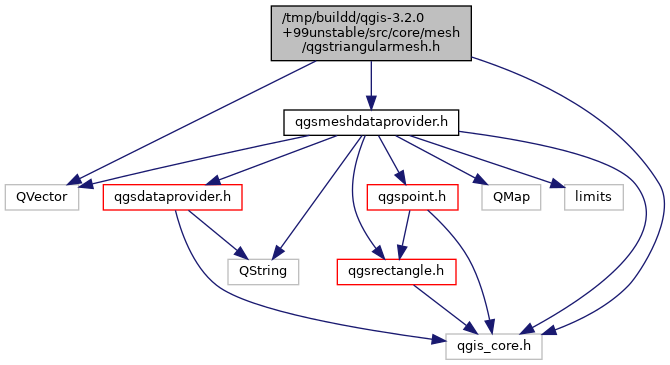 /tmp/buildd/qgis-3.2.0
+99unstable/src/core/mesh
/qgstriangularmesh.h
qgsmeshdataprovider.h
QVector
qgsdataprovider.h
qgspoint.h
QMap
limits
QString
qgsrectangle.h
qgis_core.h